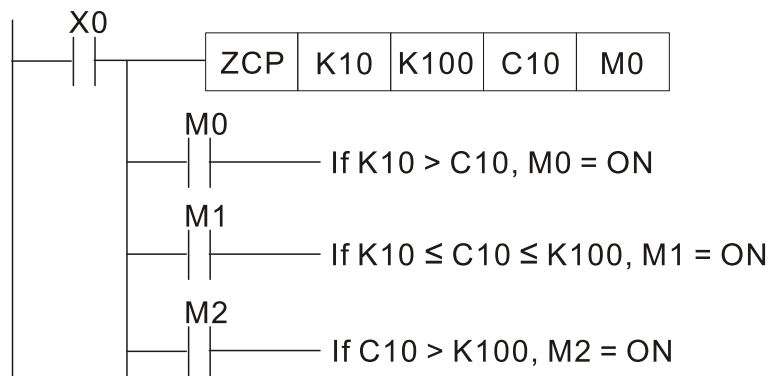 X0
ZCP K10 K100 C10 M0
M0
If K10 > C10, M0 = ON
M1
If K10 ≤ C10 ≤ K100, M1 = ON
M2
If C10 > K100, M2 = ON